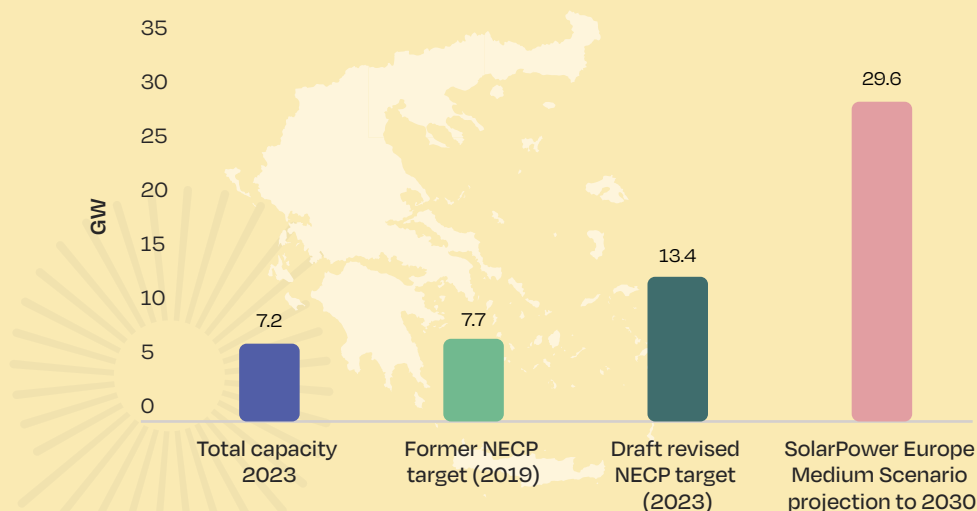 35
30
25
20
15
10
5
0
GW
7.2
7.7
13.4
29.6
Total capacity
2023
Former NECP
target (2019)
Draft revised
NECP target
(2023)
SolarPower Europe
Medium Scenario
projection to 2030